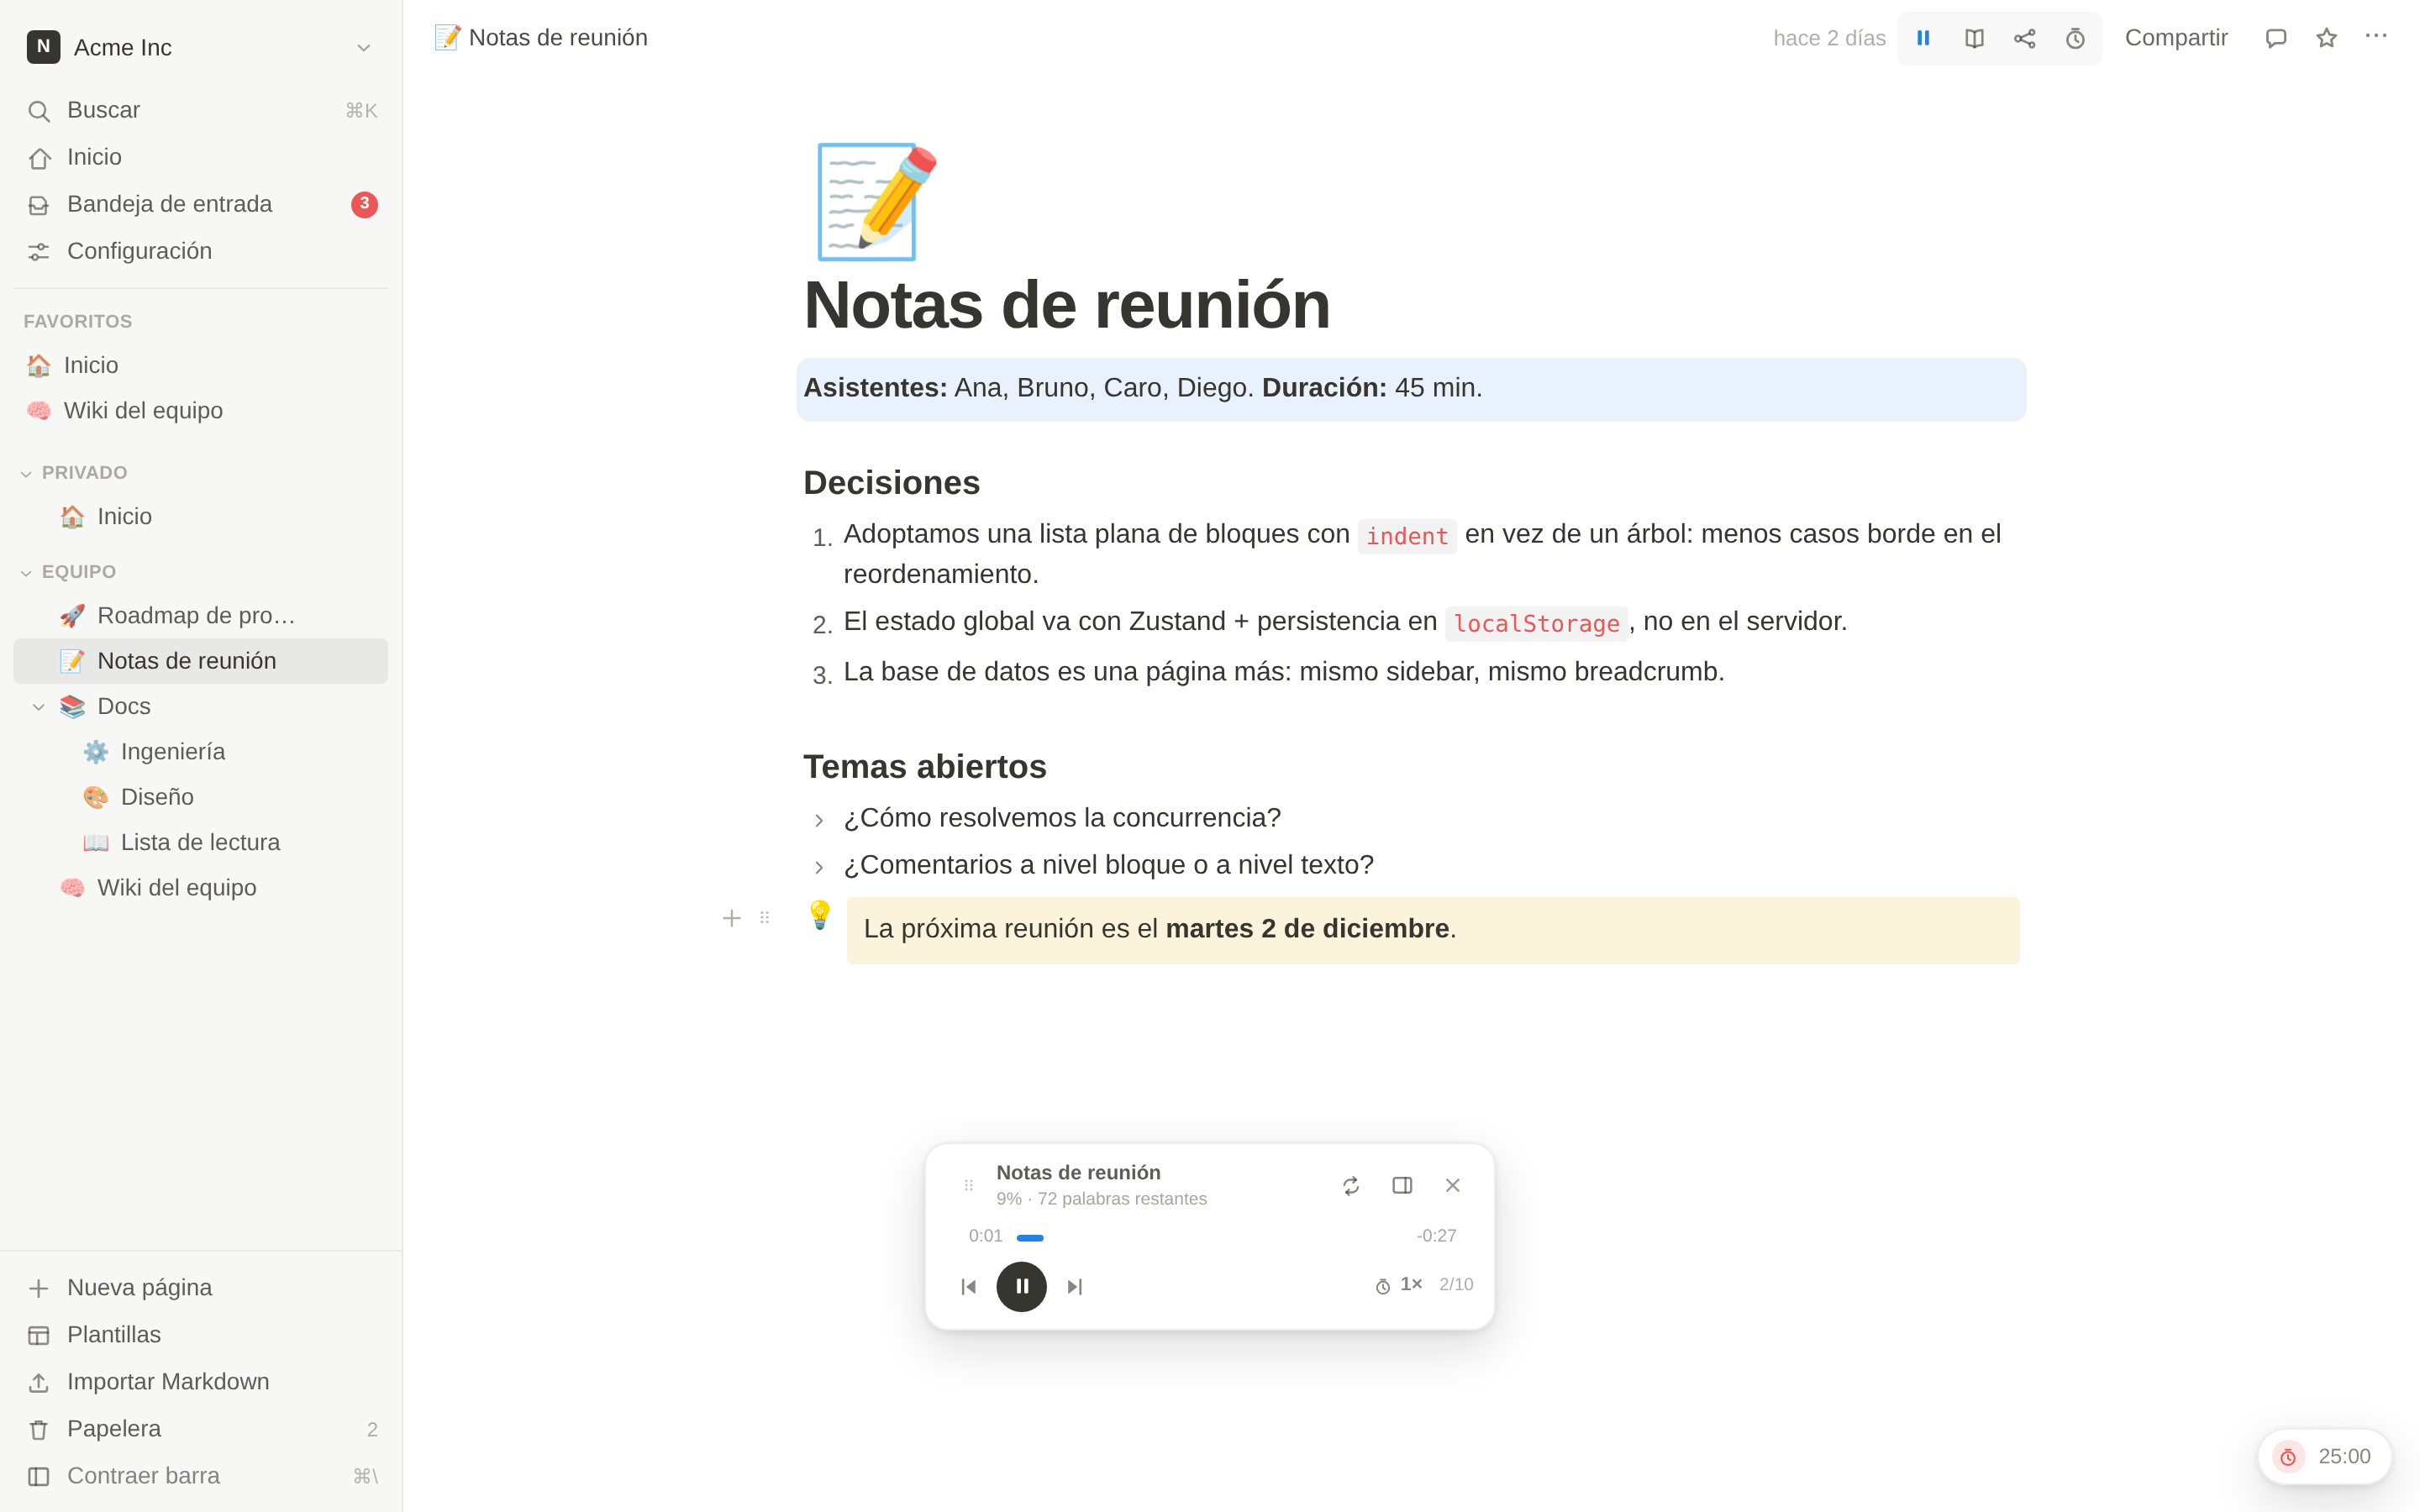 N Acme Inc
Buscar ⌘K
Inicio
Bandeja de entrada 3
Configuración
FAVORITOS
Inicio
Wiki del equipo
PRIVADO
Inicio
EQUIPO
Roadmap de pro…
Notas de reunión
Docs
Ingeniería
Diseño
Lista de lectura
Wiki del equipo
Nueva página
Plantillas
Importar Markdown
Papelera 2
Contraer barra ⌘\
Notas de reunión
hace 2 días
Compartir
Notas de reunión
Asistentes: Ana, Bruno, Caro, Diego. Duración: 45 min.
Decisiones
1. Adoptamos una lista plana de bloques con indent en vez de un árbol: menos casos borde en el
reordenamiento.
2. El estado global va con Zustand + persistencia en localStorage, no en el servidor.
3. La base de datos es una página más: mismo sidebar, mismo breadcrumb.
Temas abiertos
¿Cómo resolvemos la concurrencia?
¿Comentarios a nivel bloque o a nivel texto?
La próxima reunión es el martes 2 de diciembre.
Notas de reunión
9% · 72 palabras restantes
0:01 -0:27
1× 2/10
25:00